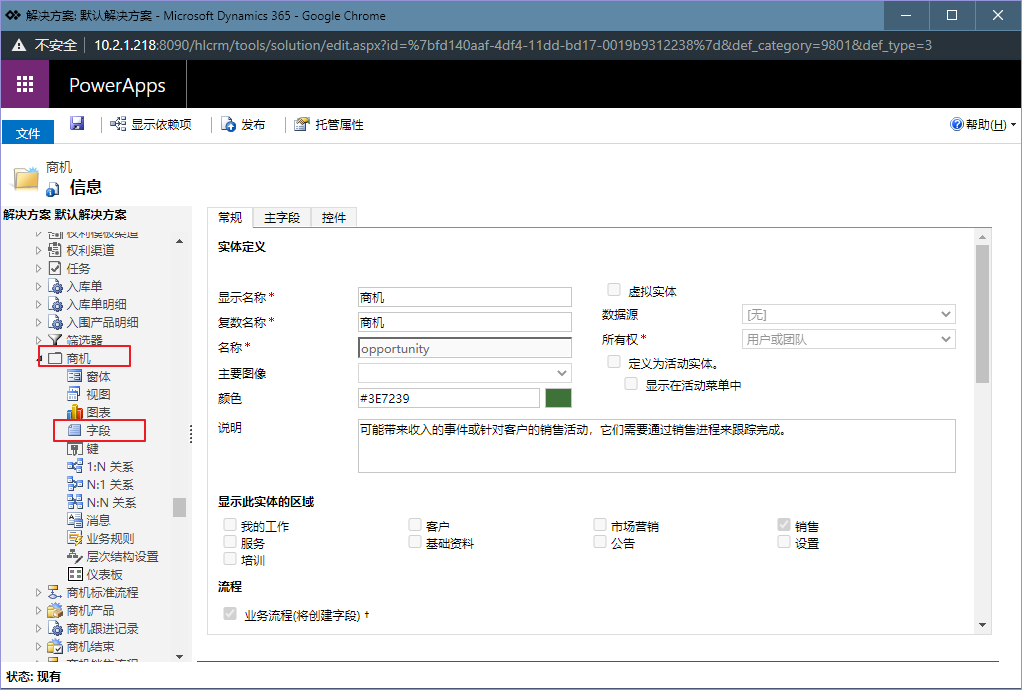 解决方案: 默认解决方案 - Microsoft Dynamics 365 - Google Chrome
不安全 10.2.1.218:8090/hlcrm/tools/solution/edit.aspx?id=%7bfd140aaf-4df4-11dd-bd17-0019b9312238%7d&def_category=9801&def_type=3
PowerApps
文件 显示依赖项 发布 托管属性 帮助(H)
商机
信息
解决方案 默认解决方案
权利模板渠道
权利渠道
任务
入库单
入库单明细
入围产品明细
筛选器
商机
窗体
视图
图表
字段
键
1:N 关系
N:1 关系
N:N 关系
消息
业务规则
层次结构设置
仪表板
商机标准流程
商机产品
商机跟进记录
商机结束
商机销售流程
常规 主字段 控件
实体定义
显示名称* 商机 虚拟实体
复数名称* 商机 数据源 [无]
名称* opportunity 所有权* 用户或团队
主要图像 定义为活动实体。
颜色 #3E7239 显示在活动菜单中
说明 可能带来收入的事件或针对客户的销售活动，它们需要通过销售进程来跟踪完成。
显示此实体的区域
我的工作 客户 市场营销 销售
服务 基础资料 公告 设置
培训
流程
业务流程(将创建字段) †
状态: 现有